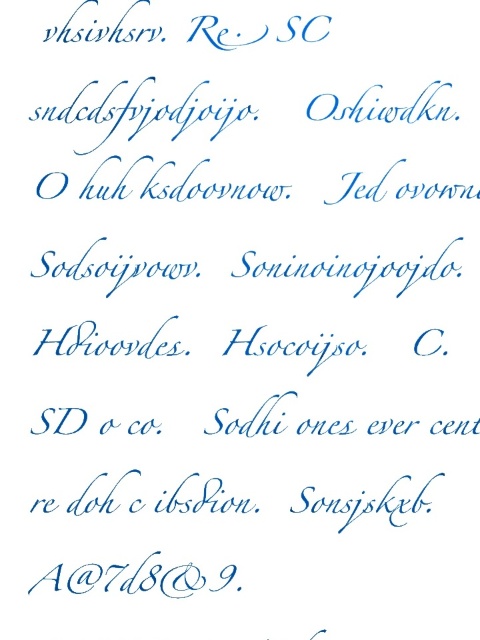 vhsivhsrv. Re. SC
sndcdsfvjodjoijo. Oshiwdkn.
O huh ksdoovnow. Jed
Sodsoijvowv. Soninoinojoojdo.
Hdioovdes. Hsocoijso. C.
SD o co. Sodhi ones ever cent
re doh c ibsdion. Sonsjskxb.
A@7d8&9.